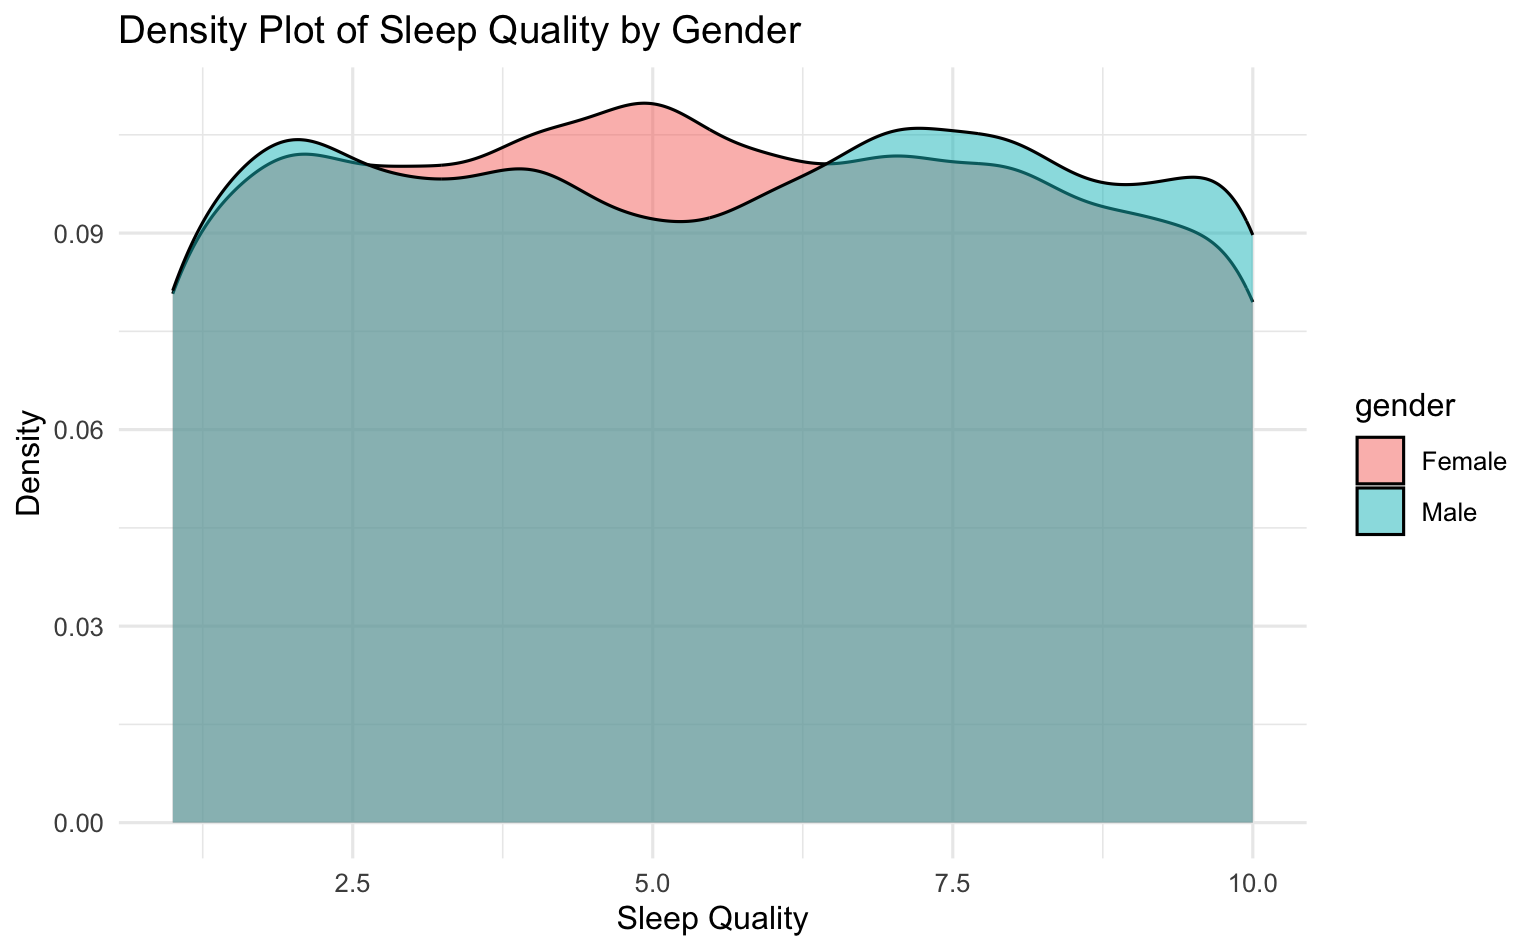 Density Plot of Sleep Quality by Gender
Density
0.09
0.06
0.03
0.00
2.5 5.0 7.5 10.0
Sleep Quality
gender
Female
Male